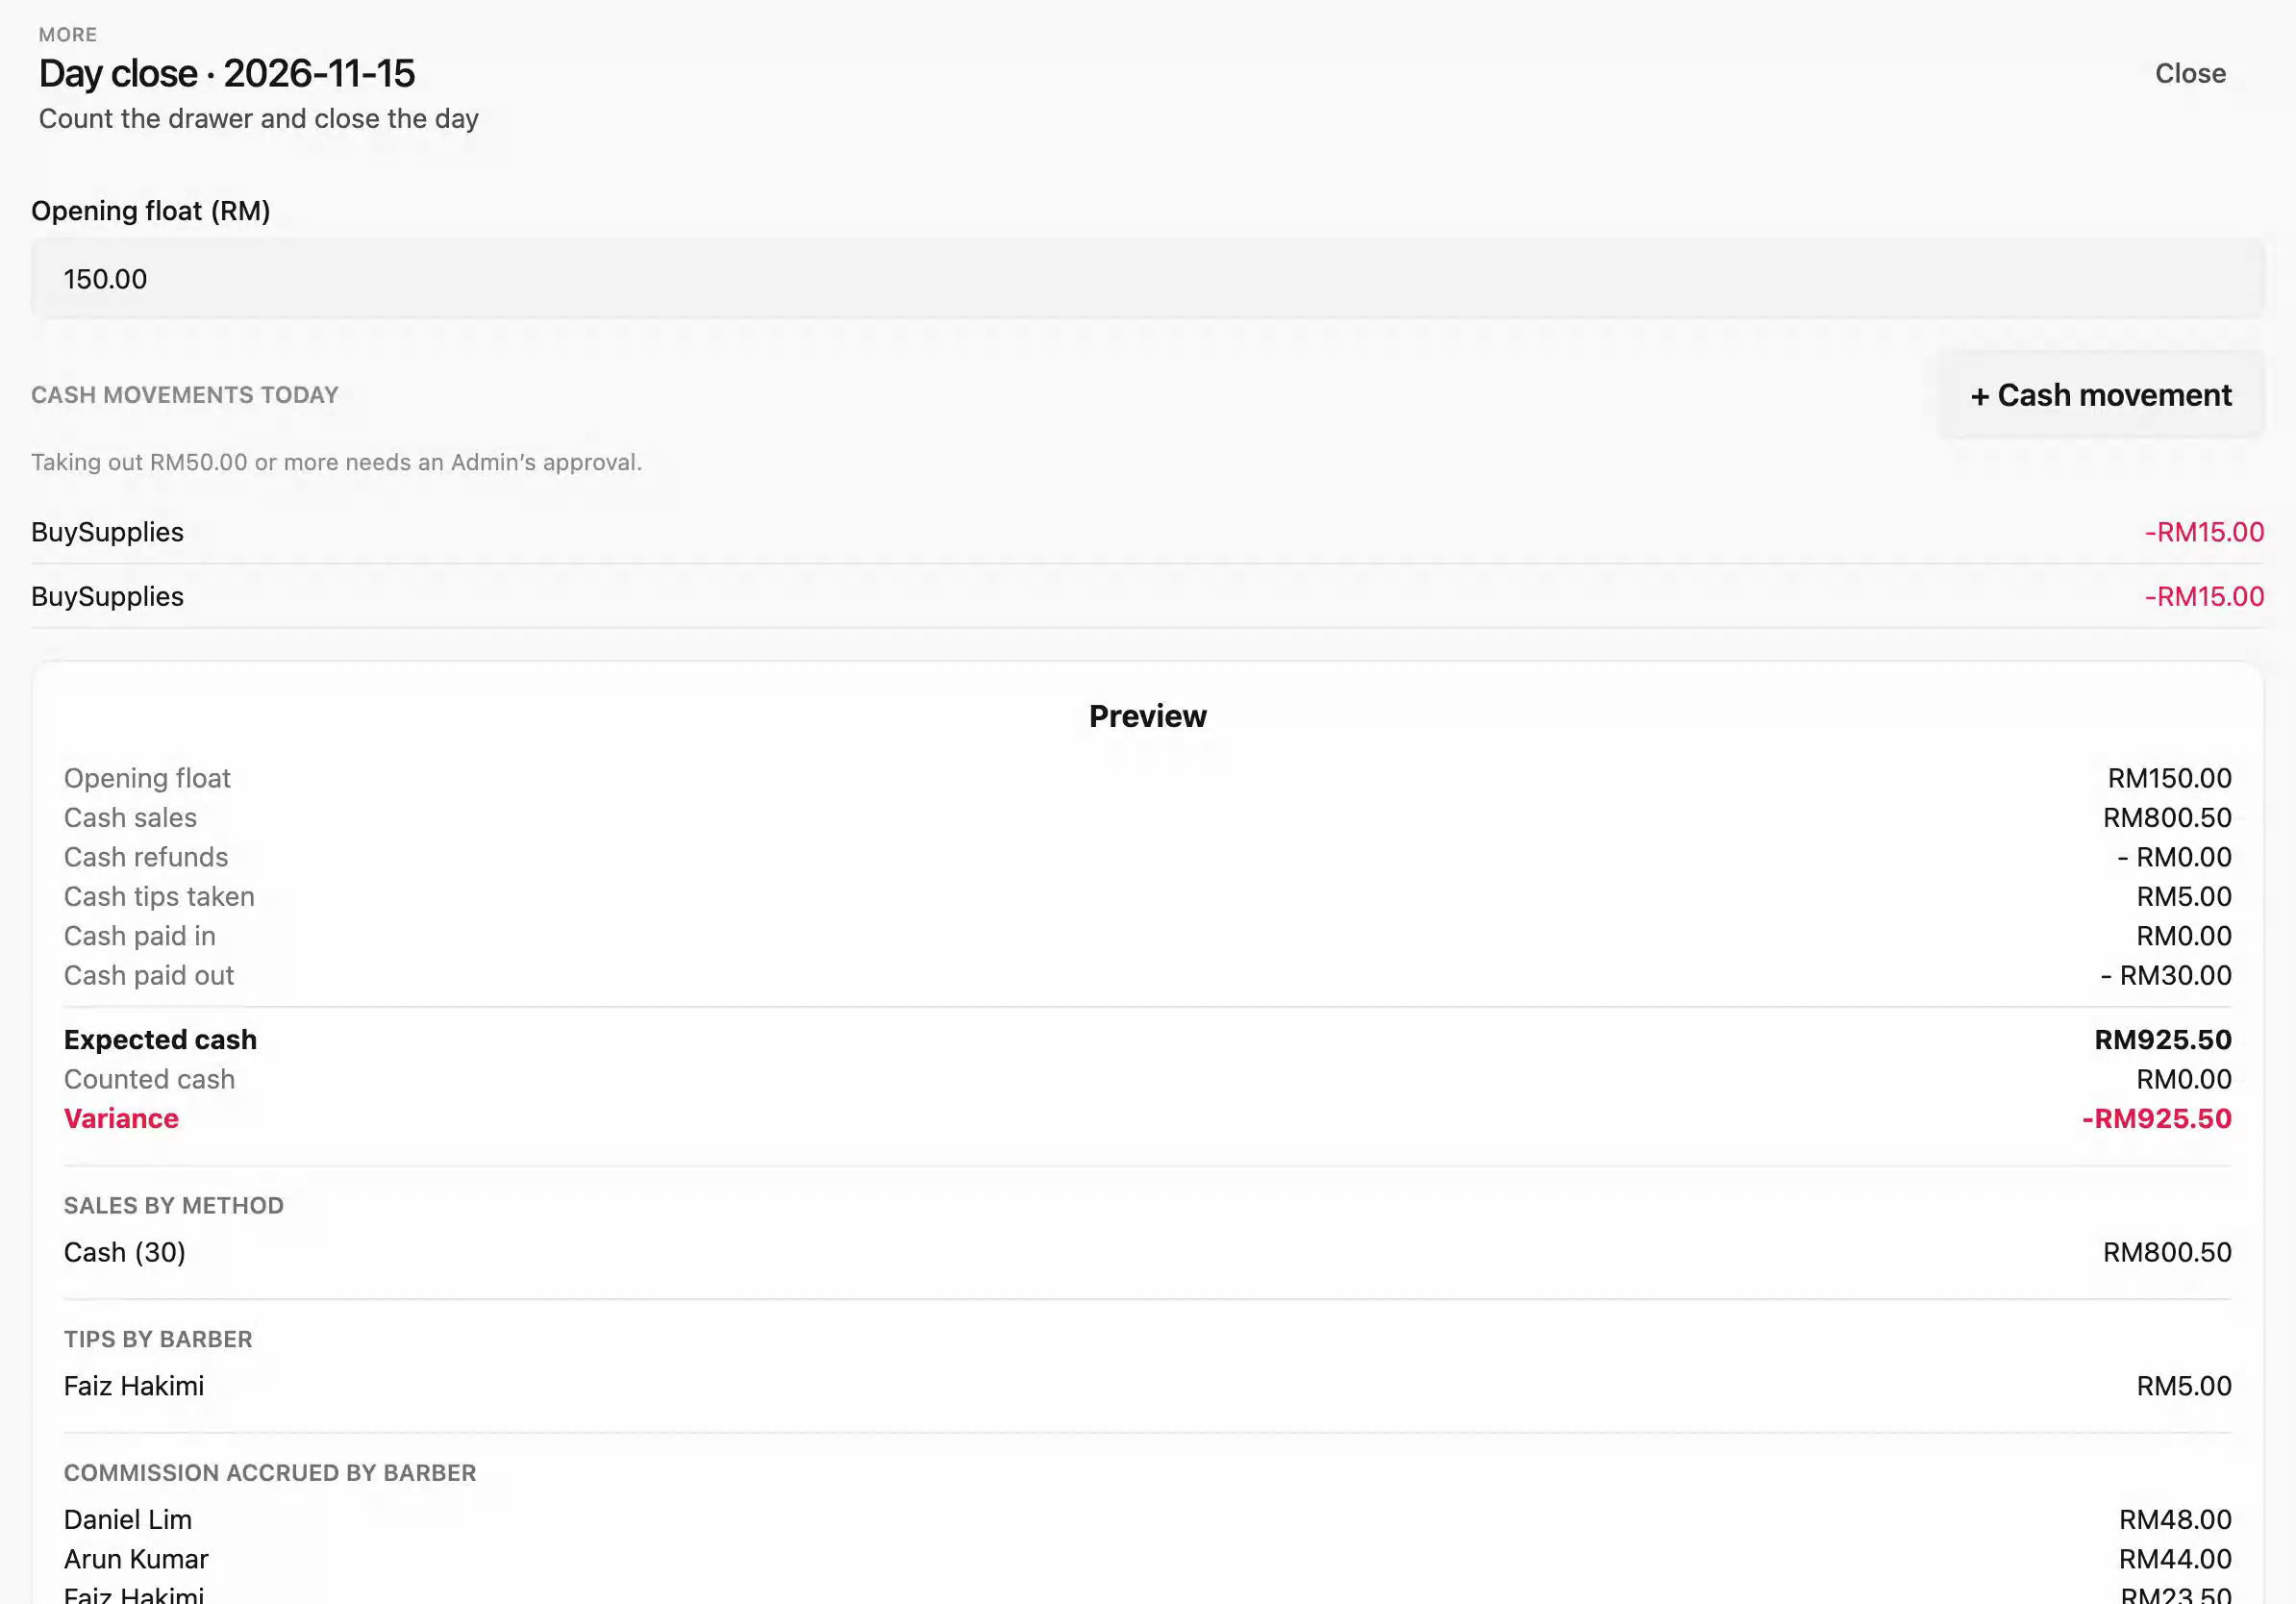 MORE
Day close · 2026-11-15
Close
Count the drawer and close the day
Opening float (RM)
150.00
CASH MOVEMENTS TODAY
+ Cash movement
Taking out RM50.00 or more needs an Admin’s approval.
BuySupplies -RM15.00
BuySupplies -RM15.00
Preview
Opening float RM150.00
Cash sales RM800.50
Cash refunds - RM0.00
Cash tips taken RM5.00
Cash paid in RM0.00
Cash paid out - RM30.00
Expected cash RM925.50
Counted cash RM0.00
Variance -RM925.50
SALES BY METHOD
Cash (30) RM800.50
TIPS BY BARBER
Faiz Hakimi RM5.00
COMMISSION ACCRUED BY BARBER
Daniel Lim RM48.00
Arun Kumar RM44.00
Faiz Hakimi RM23.50